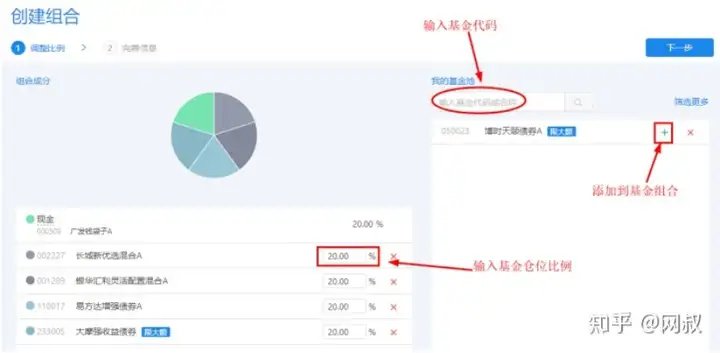 创建组合
输入基金代码
1 调整比例 > 2 完善信息
下一步
组合成分
我的基金池
输入基金代码或名称
筛选更多
050023 博时天颐债券A 限大额 + ×
添加到基金组合
现金
000509 广发钱袋子A 20.00 %
002227 长城新优选混合A 20.00 % ×
输入基金仓位比例
001289 银华汇利灵活配置混合A 20.00 % ×
110017 易方达增强债券A 20.00 % ×
233005 大摩强收益债券 限大额 20.00 % ×
知乎 @网叔